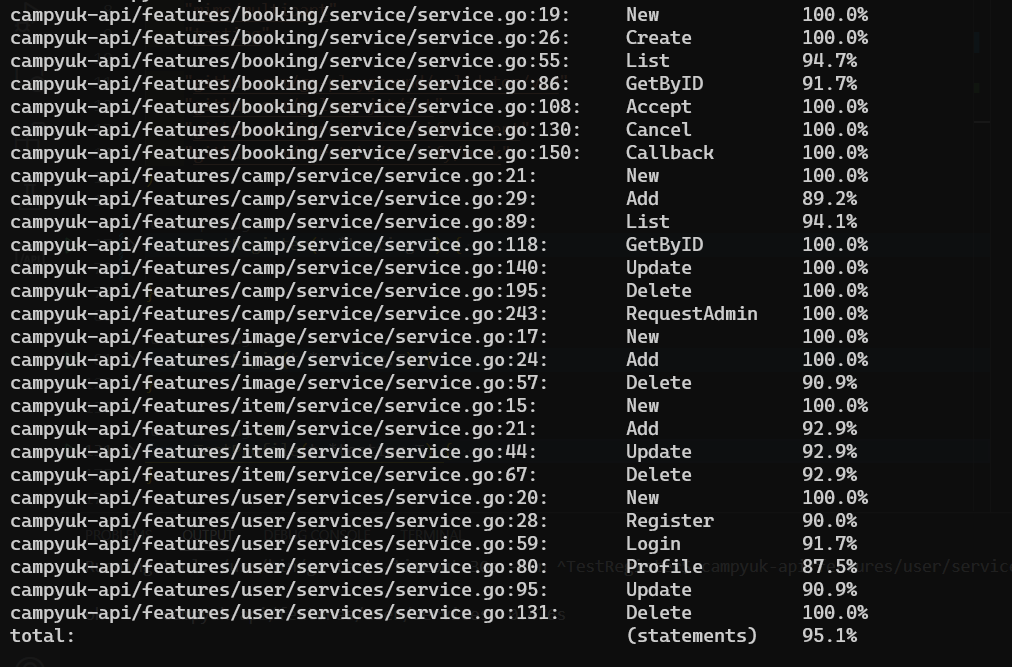 campyuk-api/features/booking/service/service.go:19: New 100.0%
campyuk-api/features/booking/service/service.go:26: Create 100.0%
campyuk-api/features/booking/service/service.go:55: List 94.7%
campyuk-api/features/booking/service/service.go:86: GetByID 91.7%
campyuk-api/features/booking/service/service.go:108: Accept 100.0%
campyuk-api/features/booking/service/service.go:130: Cancel 100.0%
campyuk-api/features/booking/service/service.go:150: Callback 100.0%
campyuk-api/features/camp/service/service.go:21: New 100.0%
campyuk-api/features/camp/service/service.go:29: Add 89.2%
campyuk-api/features/camp/service/service.go:89: List 94.1%
campyuk-api/features/camp/service/service.go:118: GetByID 100.0%
campyuk-api/features/camp/service/service.go:140: Update 100.0%
campyuk-api/features/camp/service/service.go:195: Delete 100.0%
campyuk-api/features/camp/service/service.go:243: RequestAdmin 100.0%
campyuk-api/features/image/service/service.go:17: New 100.0%
campyuk-api/features/image/service/service.go:24: Add 100.0%
campyuk-api/features/image/service/service.go:57: Delete 90.9%
campyuk-api/features/item/service/service.go:15: New 100.0%
campyuk-api/features/item/service/service.go:21: Add 92.9%
campyuk-api/features/item/service/service.go:44: Update 92.9%
campyuk-api/features/item/service/service.go:67: Delete 92.9%
campyuk-api/features/user/services/service.go:20: New 100.0%
campyuk-api/features/user/services/service.go:28: Register 90.0%
campyuk-api/features/user/services/service.go:59: Login 91.7%
campyuk-api/features/user/services/service.go:80: Profile 87.5%
campyuk-api/features/user/services/service.go:95: Update 90.9%
campyuk-api/features/user/services/service.go:131: Delete 100.0%
total: (statements) 95.1%